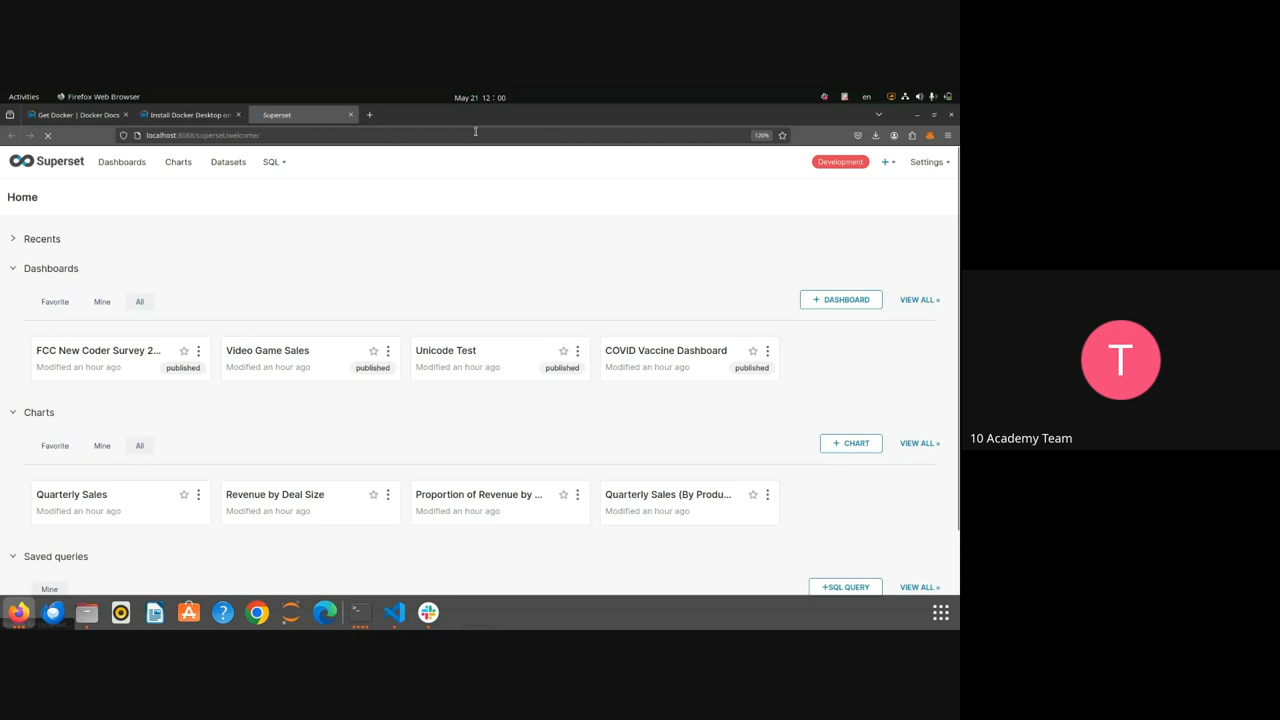 Activities Firefox Web Browser May 21 12 : 00 en
Get Docker | Docker Docs Install Docker Desktop on Superset
localhost:8088/superset/welcome/ 120%
Superset Dashboards Charts Datasets SQL Development Settings
Home
Recents
Dashboards
Favorite Mine All + DASHBOARD VIEW ALL »
FCC New Coder Survey 2... Video Game Sales Unicode Test COVID Vaccine Dashboard
Modified an hour ago published Modified an hour ago published Modified an hour ago published Modified an hour ago published
Charts
Favorite Mine All + CHART VIEW ALL »
Quarterly Sales Revenue by Deal Size Proportion of Revenue by ... Quarterly Sales (By Produ...
Modified an hour ago Modified an hour ago Modified an hour ago Modified an hour ago
Saved queries
Mine +SQL QUERY VIEW ALL »
T
10 Academy Team